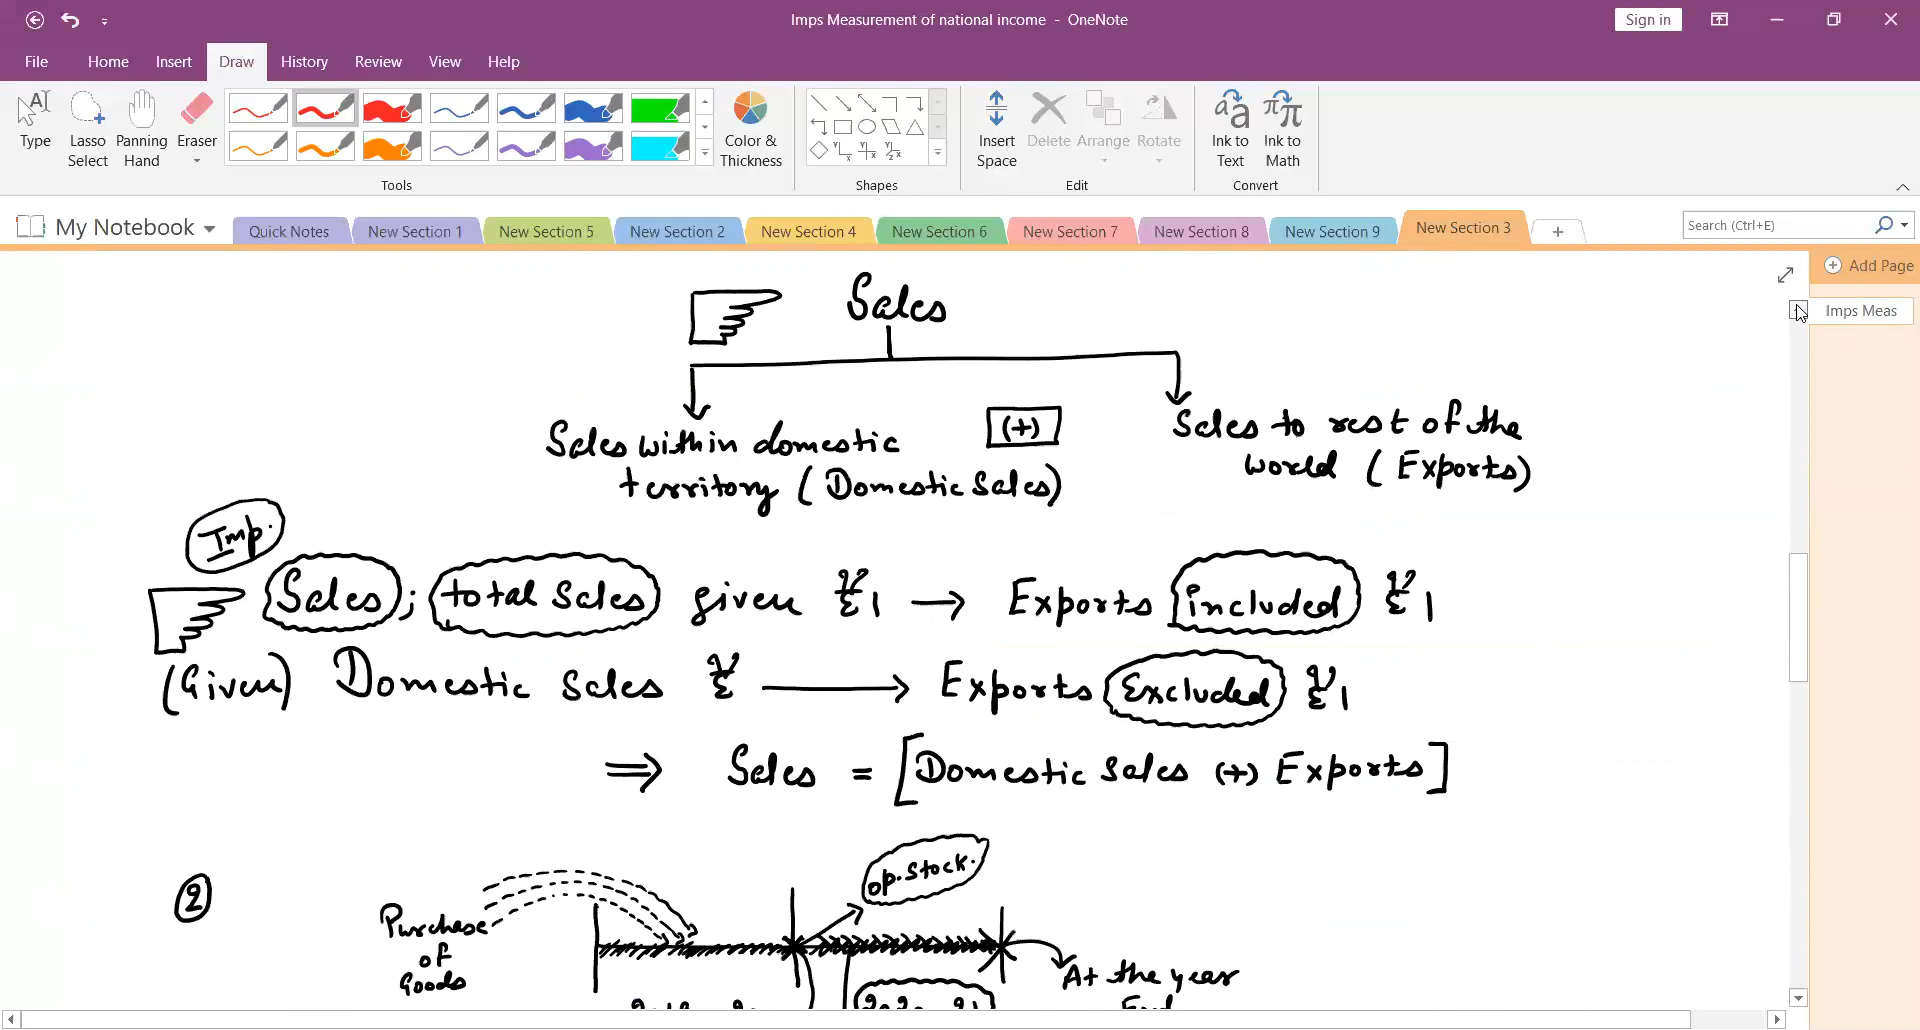 Imps Measurement of national income - OneNote
Sign in
File Home Insert Draw History Review View Help
Type
Lasso Select
Panning Hand
Eraser
Color & Thickness
Insert Space
Delete
Arrange
Rotate
Ink to Text
Ink to Math
Tools
Shapes
Edit
Convert
My Notebook
Quick Notes
New Section 1
New Section 5
New Section 2
New Section 4
New Section 6
New Section 7
New Section 8
New Section 9
New Section 3
Search (Ctrl+E)
Add Page
Imps Meas
Sales
Sales within domestic
territory (Domestic Sales)
(+)
Sales to rest of the
world (Exports)
Imp.
Sales; total Sales given है। → Exports included है।
(Given) Domestic Sales है → Exports Excluded है।
⇒ Sales = [Domestic Sales (+) Exports]
2
Purchase
of
Goods
op. stock.
At the year
End